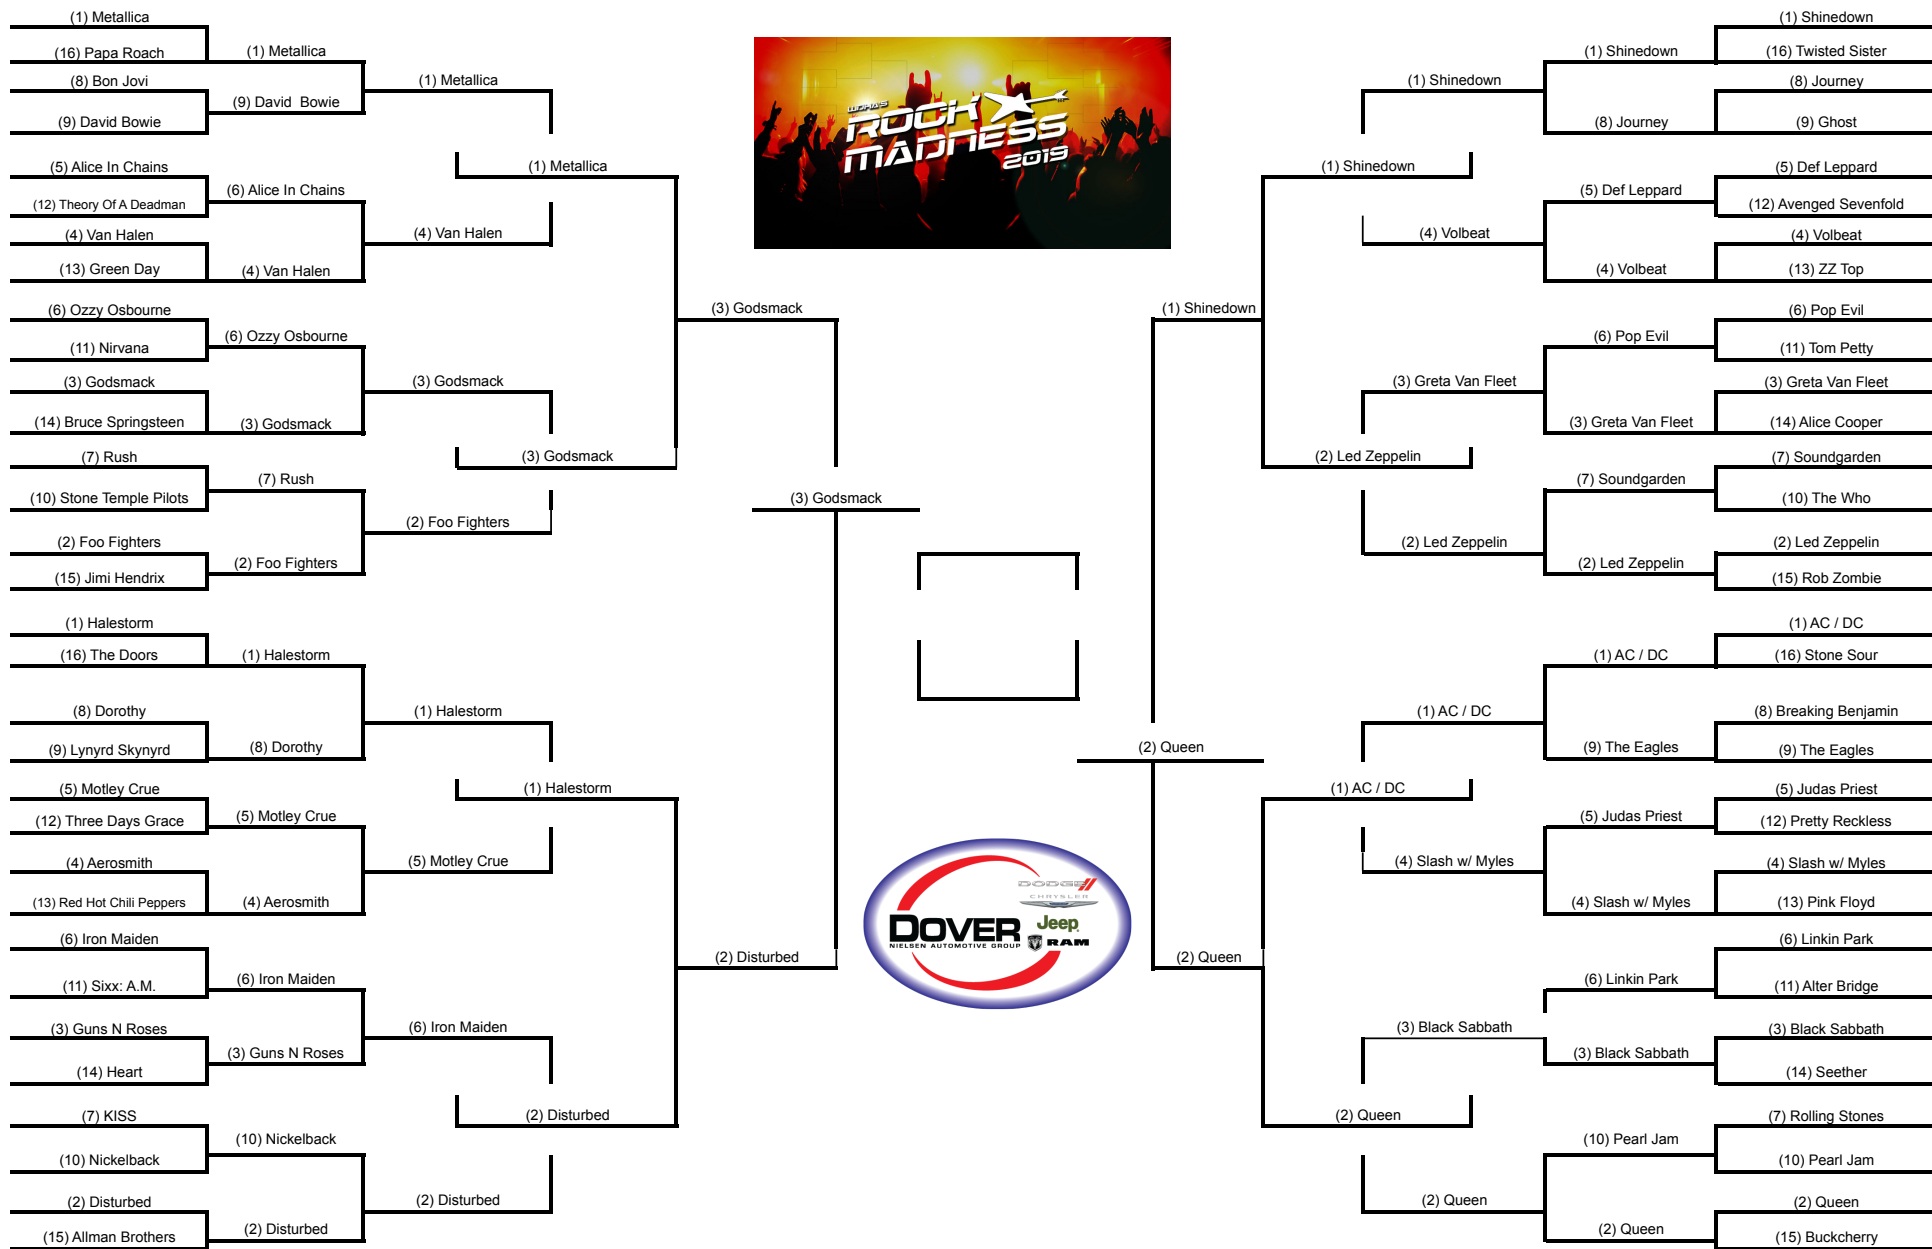 (1) Metallica
(16) Papa Roach
(8) Bon Jovi
(9) David Bowie
(5) Alice In Chains
(12) Theory Of A Deadman
(4) Van Halen
(13) Green Day
(6) Ozzy Osbourne
(11) Nirvana
(3) Godsmack
(14) Bruce Springsteen
(7) Rush
(10) Stone Temple Pilots
(2) Foo Fighters
(15) Jimi Hendrix
(1) Halestorm
(16) The Doors
(8) Dorothy
(9) Lynyrd Skynyrd
(5) Motley Crue
(12) Three Days Grace
(4) Aerosmith
(13) Red Hot Chili Peppers
(6) Iron Maiden
(11) Sixx: A.M.
(3) Guns N Roses
(14) Heart
(7) KISS
(10) Nickelback
(2) Disturbed
(15) Allman Brothers
(1) Metallica
(9) David  Bowie
(6) Alice In Chains
(4) Van Halen
(6) Ozzy Osbourne
(3) Godsmack
(7) Rush
(2) Foo Fighters
(1) Halestorm
(8) Dorothy
(5) Motley Crue
(4) Aerosmith
(6) Iron Maiden
(3) Guns N Roses
(10) Nickelback
(2) Disturbed
(1) Metallica
(4) Van Halen
(3) Godsmack
(2) Foo Fighters
(1) Halestorm
(5) Motley Crue
(6) Iron Maiden
(2) Disturbed
(1) Metallica
(3) Godsmack
(1) Halestorm
(2) Disturbed
(3) Godsmack
(2) Disturbed
(3) Godsmack
WDHA'S
ROCK
MADNESS
2019
DODGE
CHRYSLER
DOVER
Jeep
NIELSEN AUTOMOTIVE GROUP
RAM
(2) Queen
(1) Shinedown
(2) Queen
(1) Shinedown
(2) Led Zeppelin
(1) AC / DC
(2) Queen
(1) Shinedown
(4) Volbeat
(3) Greta Van Fleet
(2) Led Zeppelin
(1) AC / DC
(4) Slash w/ Myles
(3) Black Sabbath
(2) Queen
(1) Shinedown
(8) Journey
(5) Def Leppard
(4) Volbeat
(6) Pop Evil
(3) Greta Van Fleet
(7) Soundgarden
(2) Led Zeppelin
(1) AC / DC
(9) The Eagles
(5) Judas Priest
(4) Slash w/ Myles
(6) Linkin Park
(3) Black Sabbath
(10) Pearl Jam
(2) Queen
(1) Shinedown
(16) Twisted Sister
(8) Journey
(9) Ghost
(5) Def Leppard
(12) Avenged Sevenfold
(4) Volbeat
(13) ZZ Top
(6) Pop Evil
(11) Tom Petty
(3) Greta Van Fleet
(14) Alice Cooper
(7) Soundgarden
(10) The Who
(2) Led Zeppelin
(15) Rob Zombie
(1) AC / DC
(16) Stone Sour
(8) Breaking Benjamin
(9) The Eagles
(5) Judas Priest
(12) Pretty Reckless
(4) Slash w/ Myles
(13) Pink Floyd
(6) Linkin Park
(11) Alter Bridge
(3) Black Sabbath
(14) Seether
(7) Rolling Stones
(10) Pearl Jam
(2) Queen
(15) Buckcherry